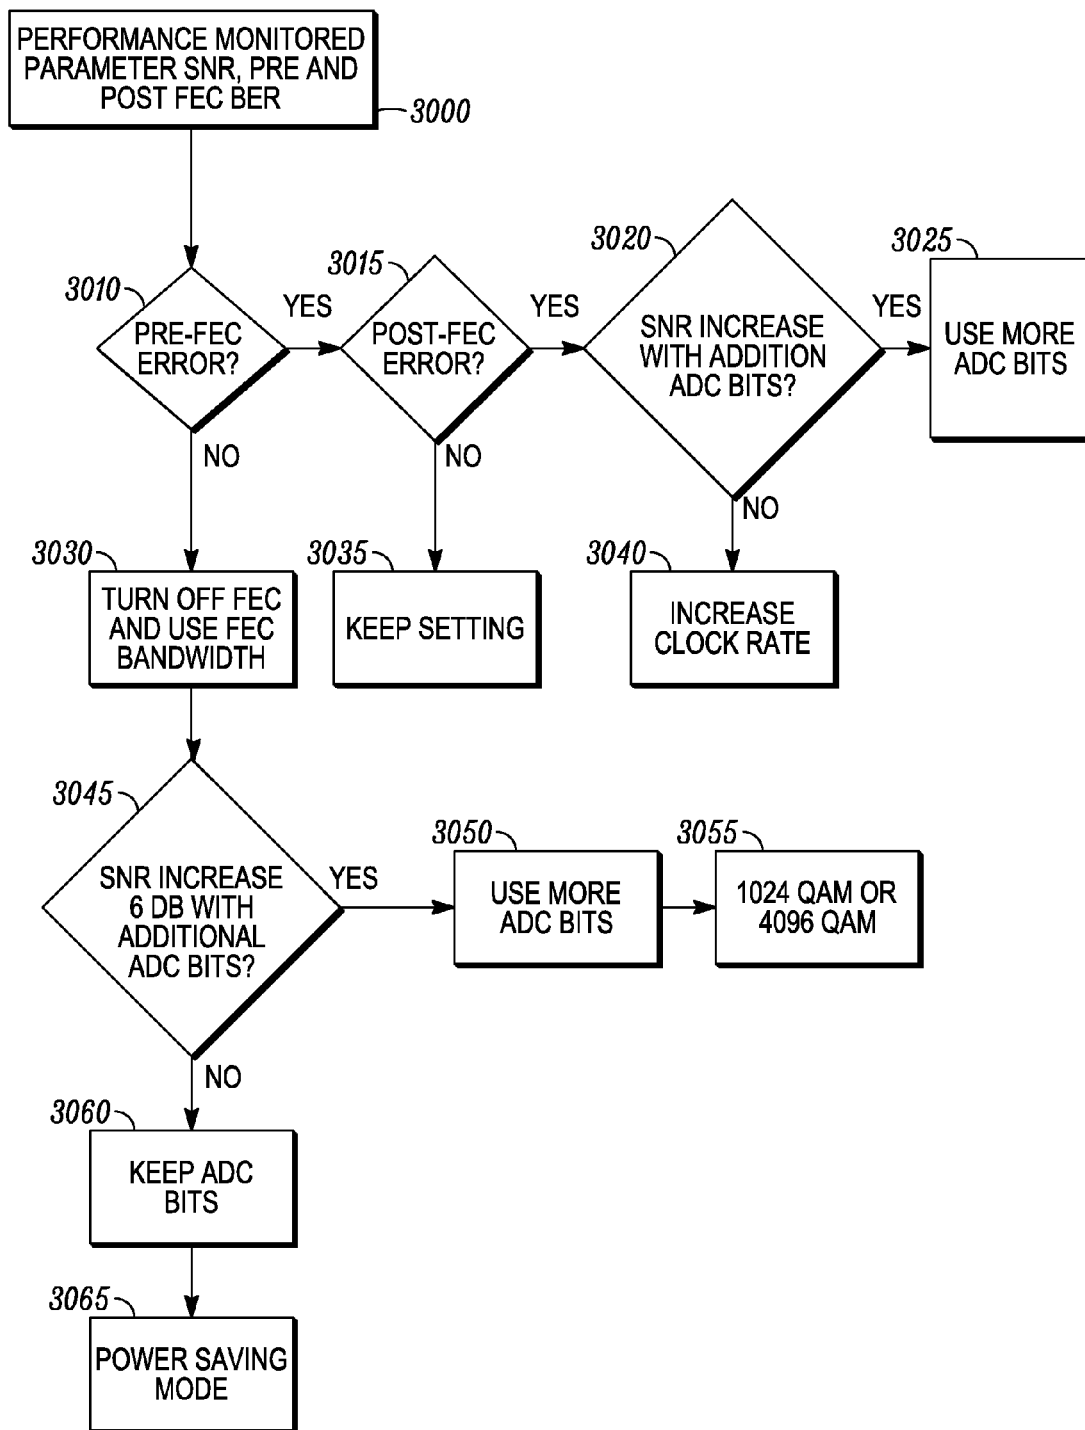 PERFORMANCE MONITORED
PARAMETER SNR, PRE AND
POST FEC BER
3000
3010
PRE-FEC
ERROR?
YES
NO
3015
POST-FEC
ERROR?
YES
NO
3020
SNR INCREASE
WITH ADDITION
ADC BITS?
YES
NO
3025
USE MORE
ADC BITS
3030
TURN OFF FEC
AND USE FEC
BANDWIDTH
3035
KEEP SETTING
3040
INCREASE
CLOCK RATE
3045
SNR INCREASE
6 DB WITH
ADDITIONAL
ADC BITS?
YES
NO
3050
USE MORE
ADC BITS
3055
1024 QAM OR
4096 QAM
3060
KEEP ADC
BITS
3065
POWER SAVING
MODE